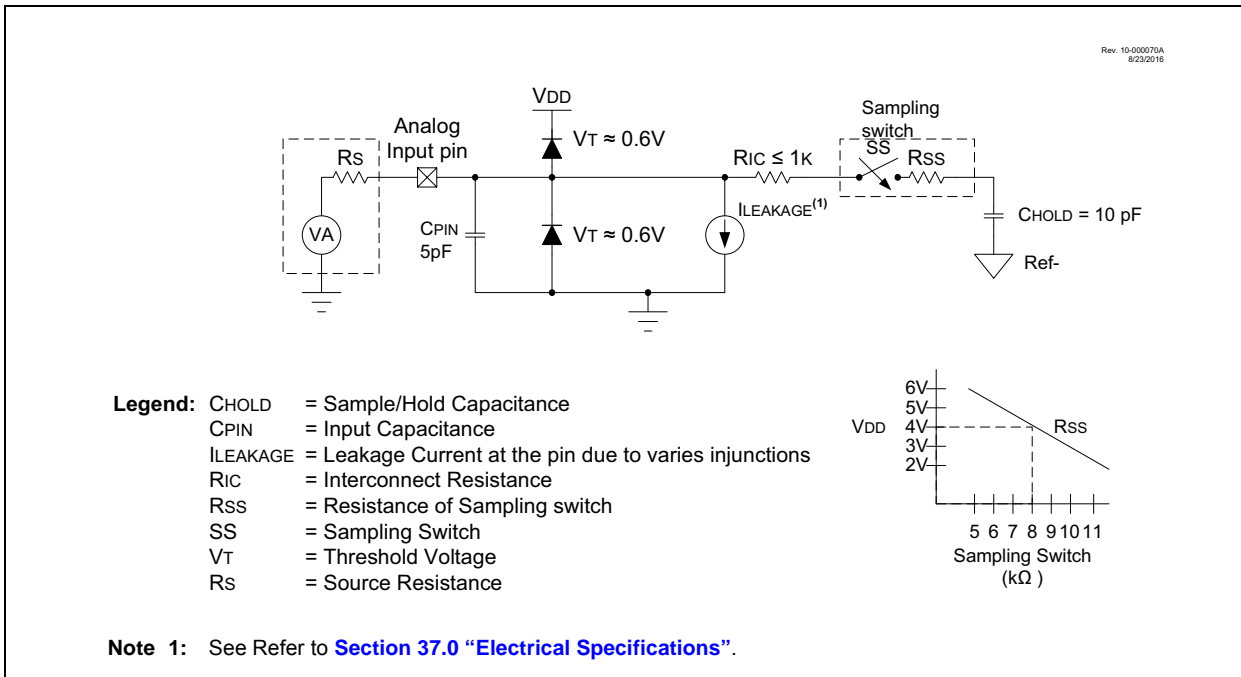 Rev. 10-000070A
8/23/2016
VDD
Sampling
switch
Analog
Input pin
VT ≈ 0.6V
RS
RIC ≤ 1K
SS
RSS
ILEAKAGE(1)
CHOLD = 10 pF
VA
CPIN
5pF
VT ≈ 0.6V
Ref-
Legend: CHOLD = Sample/Hold Capacitance
CPIN = Input Capacitance
ILEAKAGE = Leakage Current at the pin due to varies injunctions
RIC = Interconnect Resistance
RSS = Resistance of Sampling switch
SS = Sampling Switch
VT = Threshold Voltage
RS = Source Resistance
6V
5V
VDD 4V
RSS
3V
2V
5 6 7 8 9 10 11
Sampling Switch
(kΩ )
Note 1: See Refer to Section 37.0 “Electrical Specifications”.